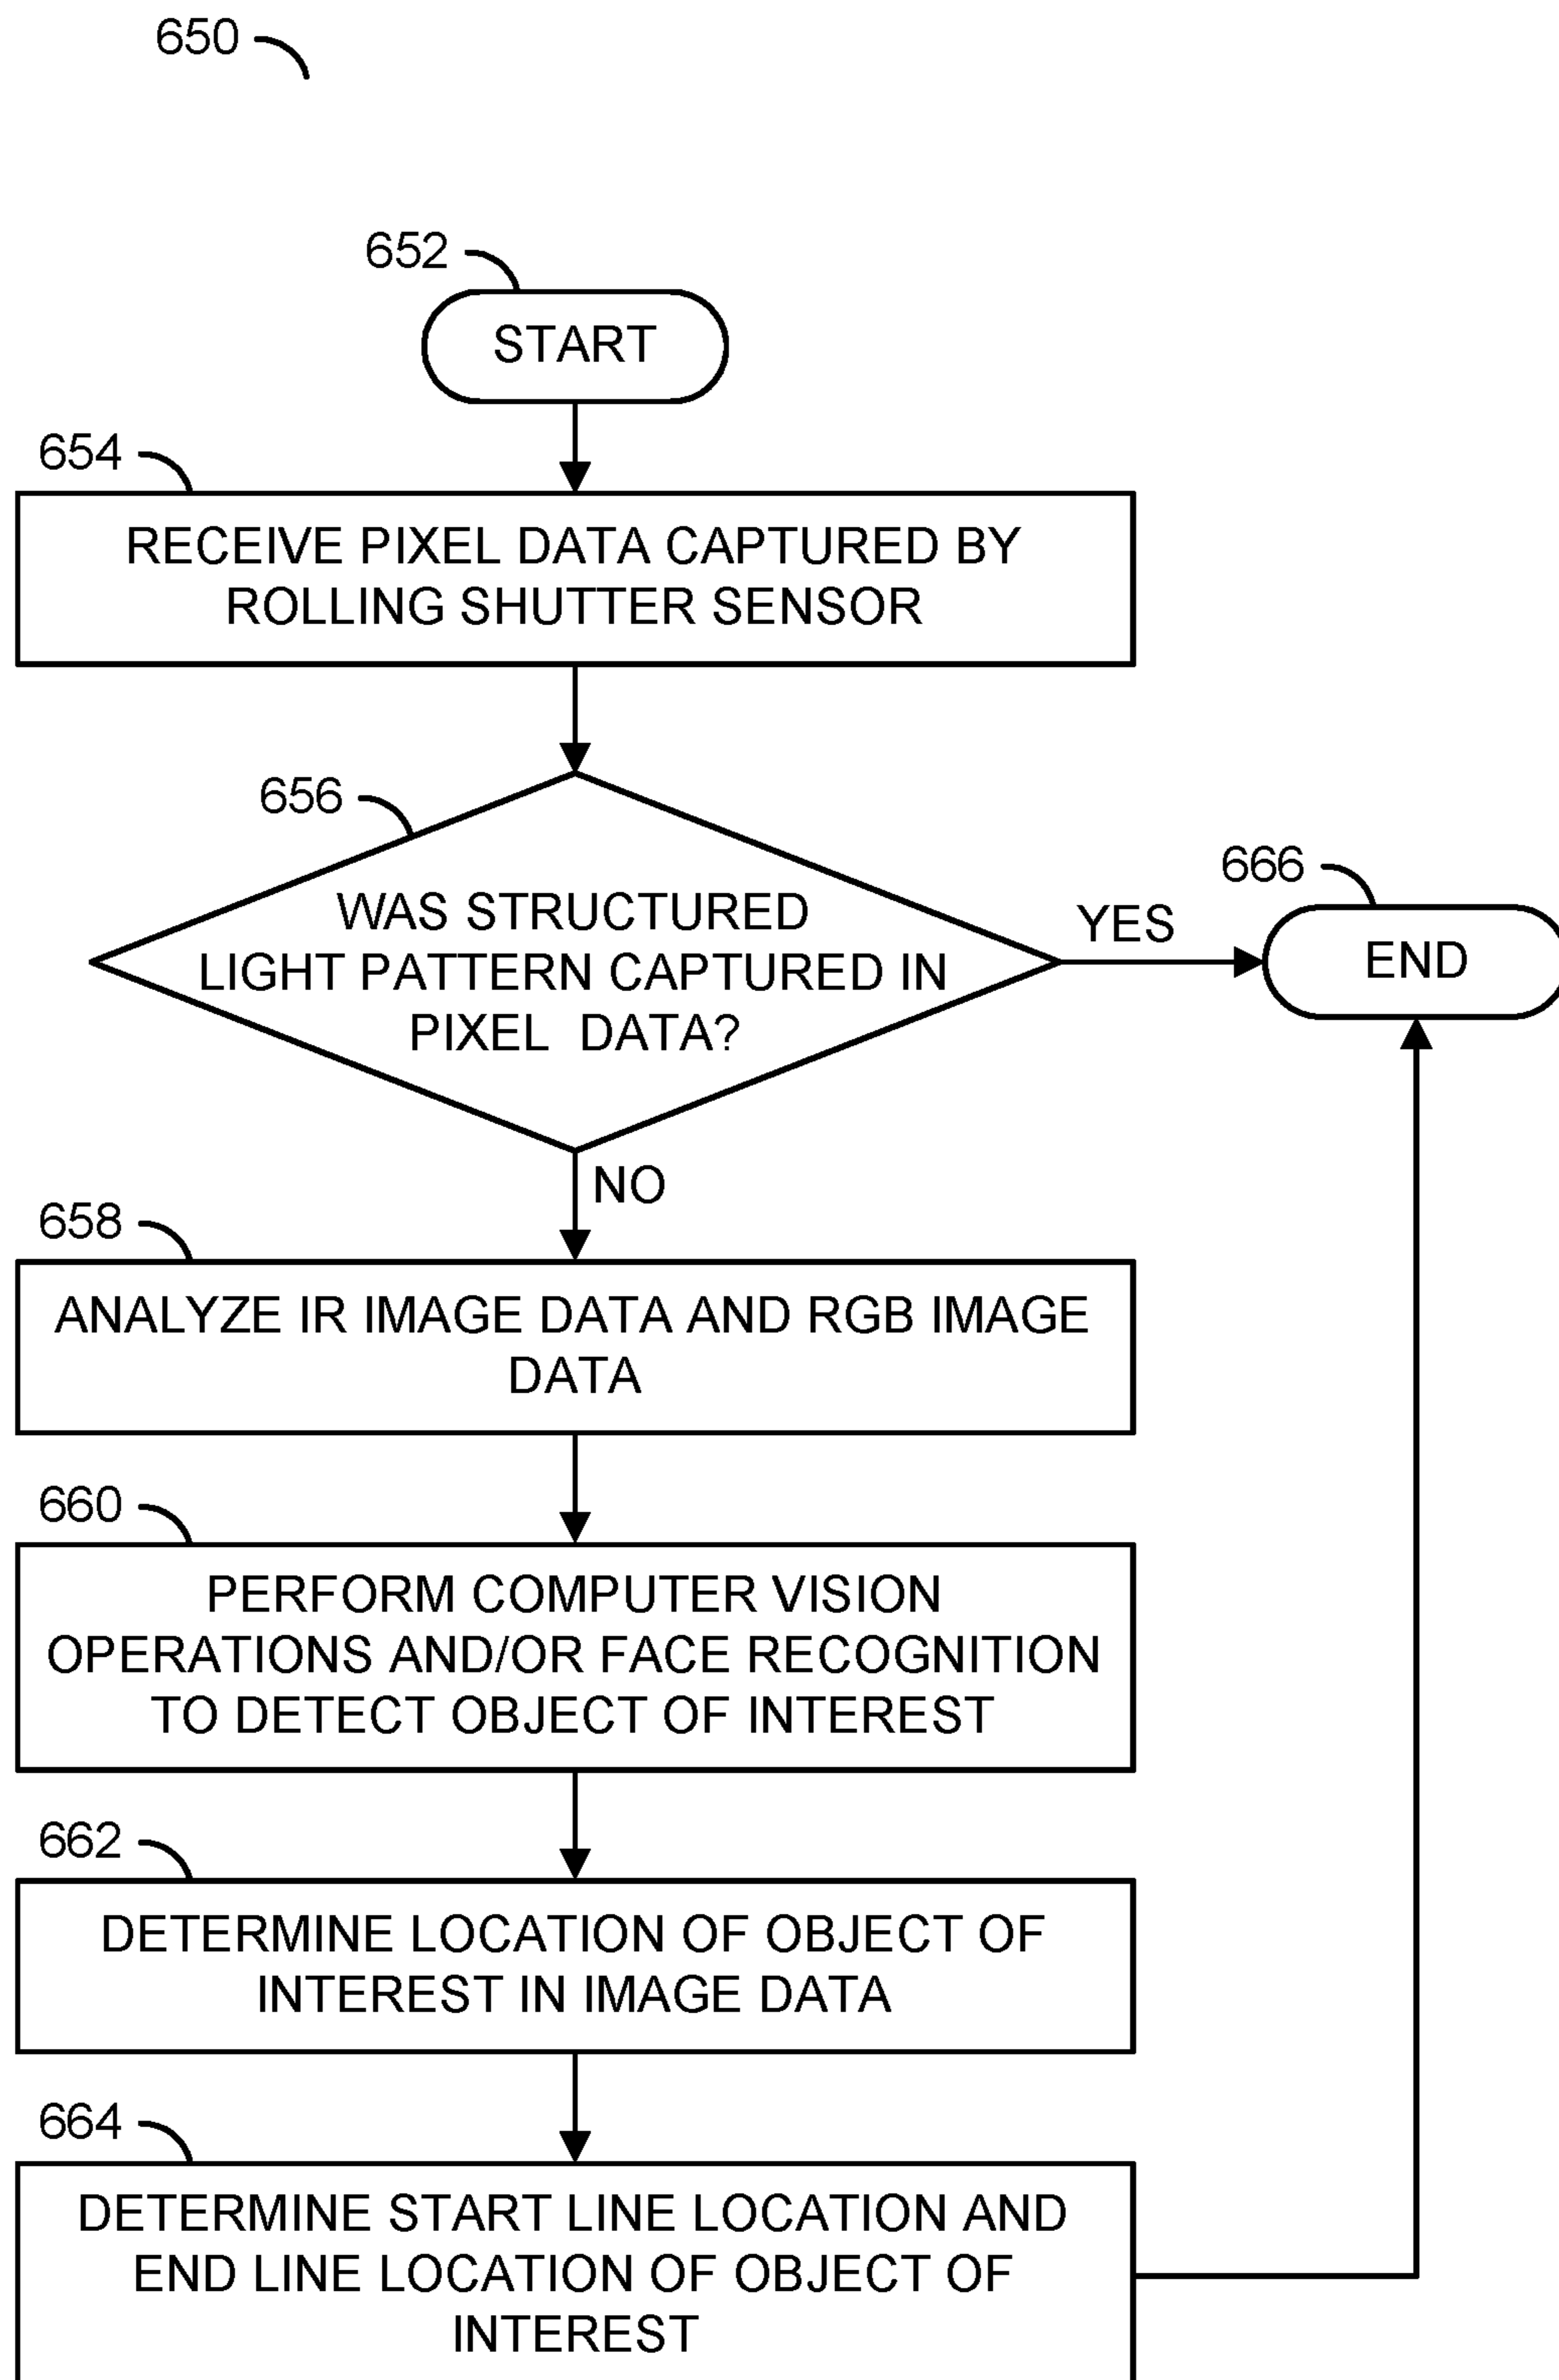 650
652
START
654
RECEIVE PIXEL DATA CAPTURED BY
ROLLING SHUTTER SENSOR
656
WAS STRUCTURED
LIGHT PATTERN CAPTURED IN
PIXEL DATA?
YES
666
END
NO
658
ANALYZE IR IMAGE DATA AND RGB IMAGE
DATA
660
PERFORM COMPUTER VISION
OPERATIONS AND/OR FACE RECOGNITION
TO DETECT OBJECT OF INTEREST
662
DETERMINE LOCATION OF OBJECT OF
INTEREST IN IMAGE DATA
664
DETERMINE START LINE LOCATION AND
END LINE LOCATION OF OBJECT OF
INTEREST